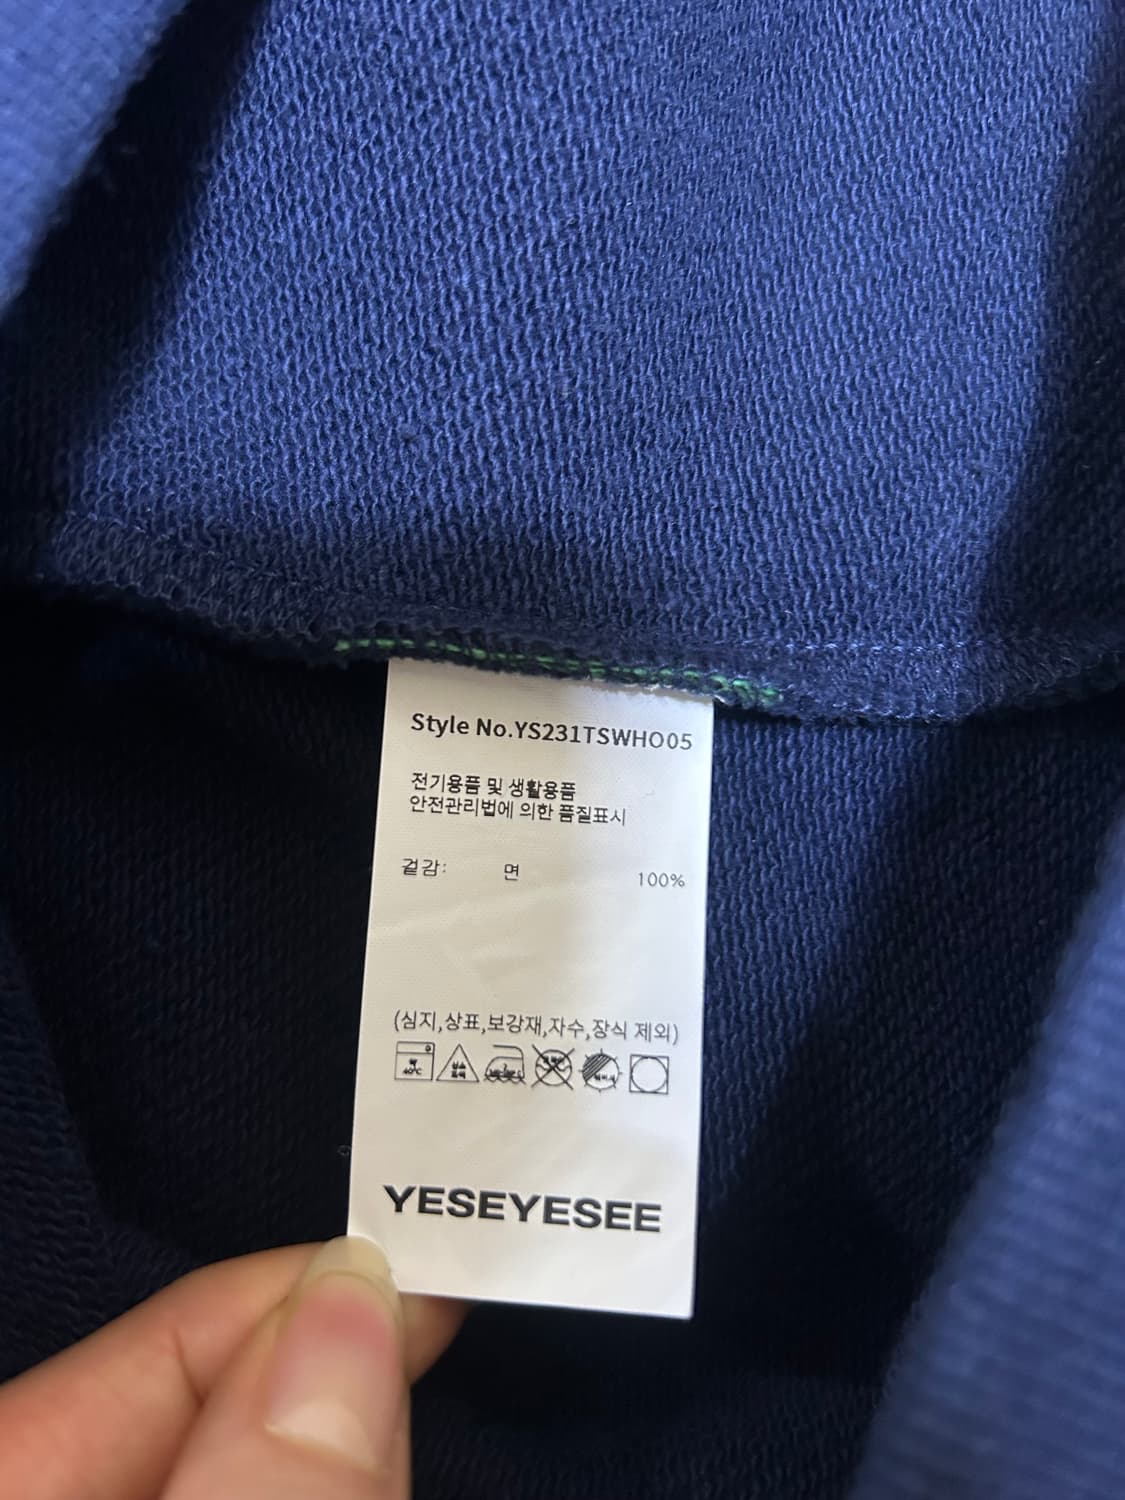 Style No.YS231TSWHO05
전기용품 및 생활용품
안전관리법에 의한 품질표시
겉감: 면 100%
(심지,상표,보강재,자수,장식 제외)
약 40℃
YESEYESEE